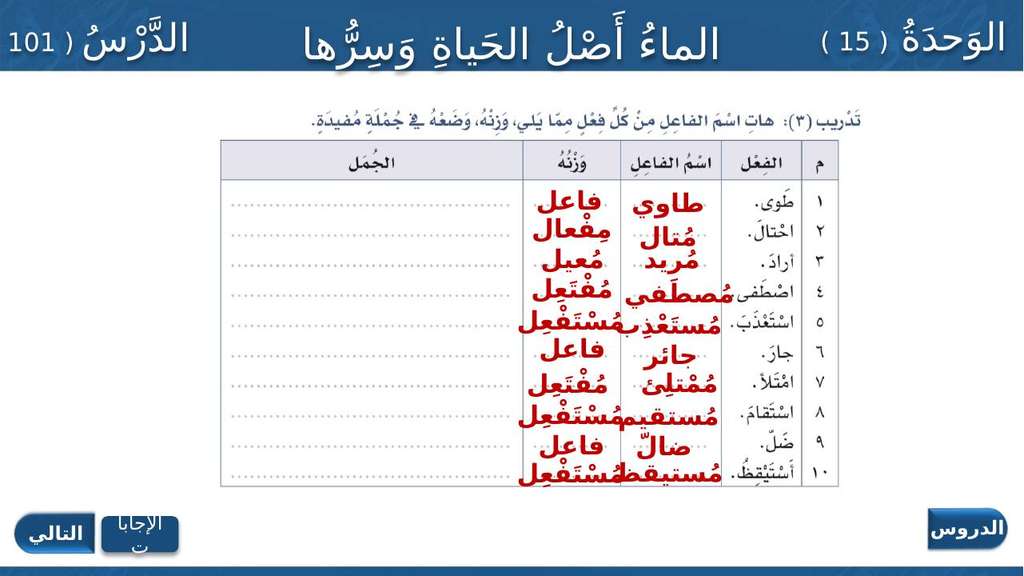 الوَحدَةُ ( 15 )
الماءُ أَصْلُ الحَياةِ وَسِرُّها
الدَّرْسُ ( 101
تَدْريب (٣): هاتِ اسْمَ الفاعِلِ مِنْ كُلِّ فِعْلٍ مِمّا يَلي، وَزِنْهُ، وَضَعْهُ في جُمْلَةٍ مُفيدَةٍ.
م الفِعْل اسْمُ الفاعِلِ وَزْنُهُ الجُمَل
١ طَوى. طاوي فاعل
٢ احْتالَ. مُتال مِفْعال
٣ أرادَ. مُريد مُعيل
٤ اصْطَفى. مُصطَفي مُفْتَعِل
٥ اسْتَعْذَبَ. مُستَعْذِب مُسْتَفْعِل
٦ جارَ. جائر فاعل
٧ امْتَلأَ. مُمْتلِئ مُفْتَعِل
٨ اسْتَقامَ. مُستقيم مُسْتَفْعِل
٩ ضَلّ. ضالّ فاعل
١٠ أَسْتَيْقِظُ. مُستيقظ مُسْتَفْعِل
الدروس
الإجابا
ت
التالي